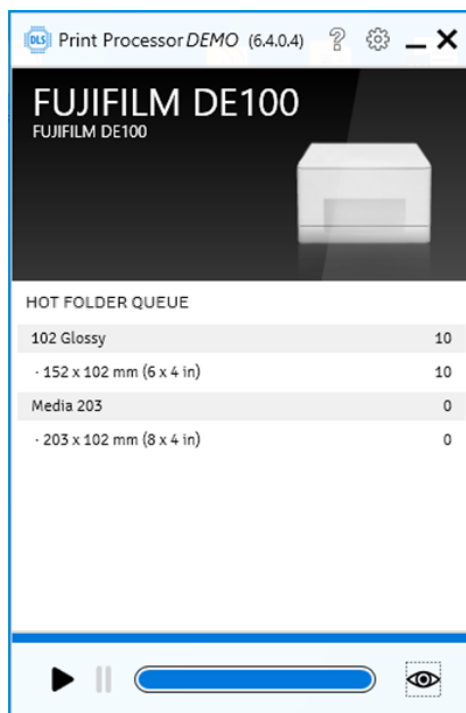 DLS Print Processor DEMO (6.4.0.4) ?
FUJIFILM DE100
FUJIFILM DE100
HOT FOLDER QUEUE
102 Glossy 10
· 152 x 102 mm (6 x 4 in) 10
Media 203 0
· 203 x 102 mm (8 x 4 in) 0